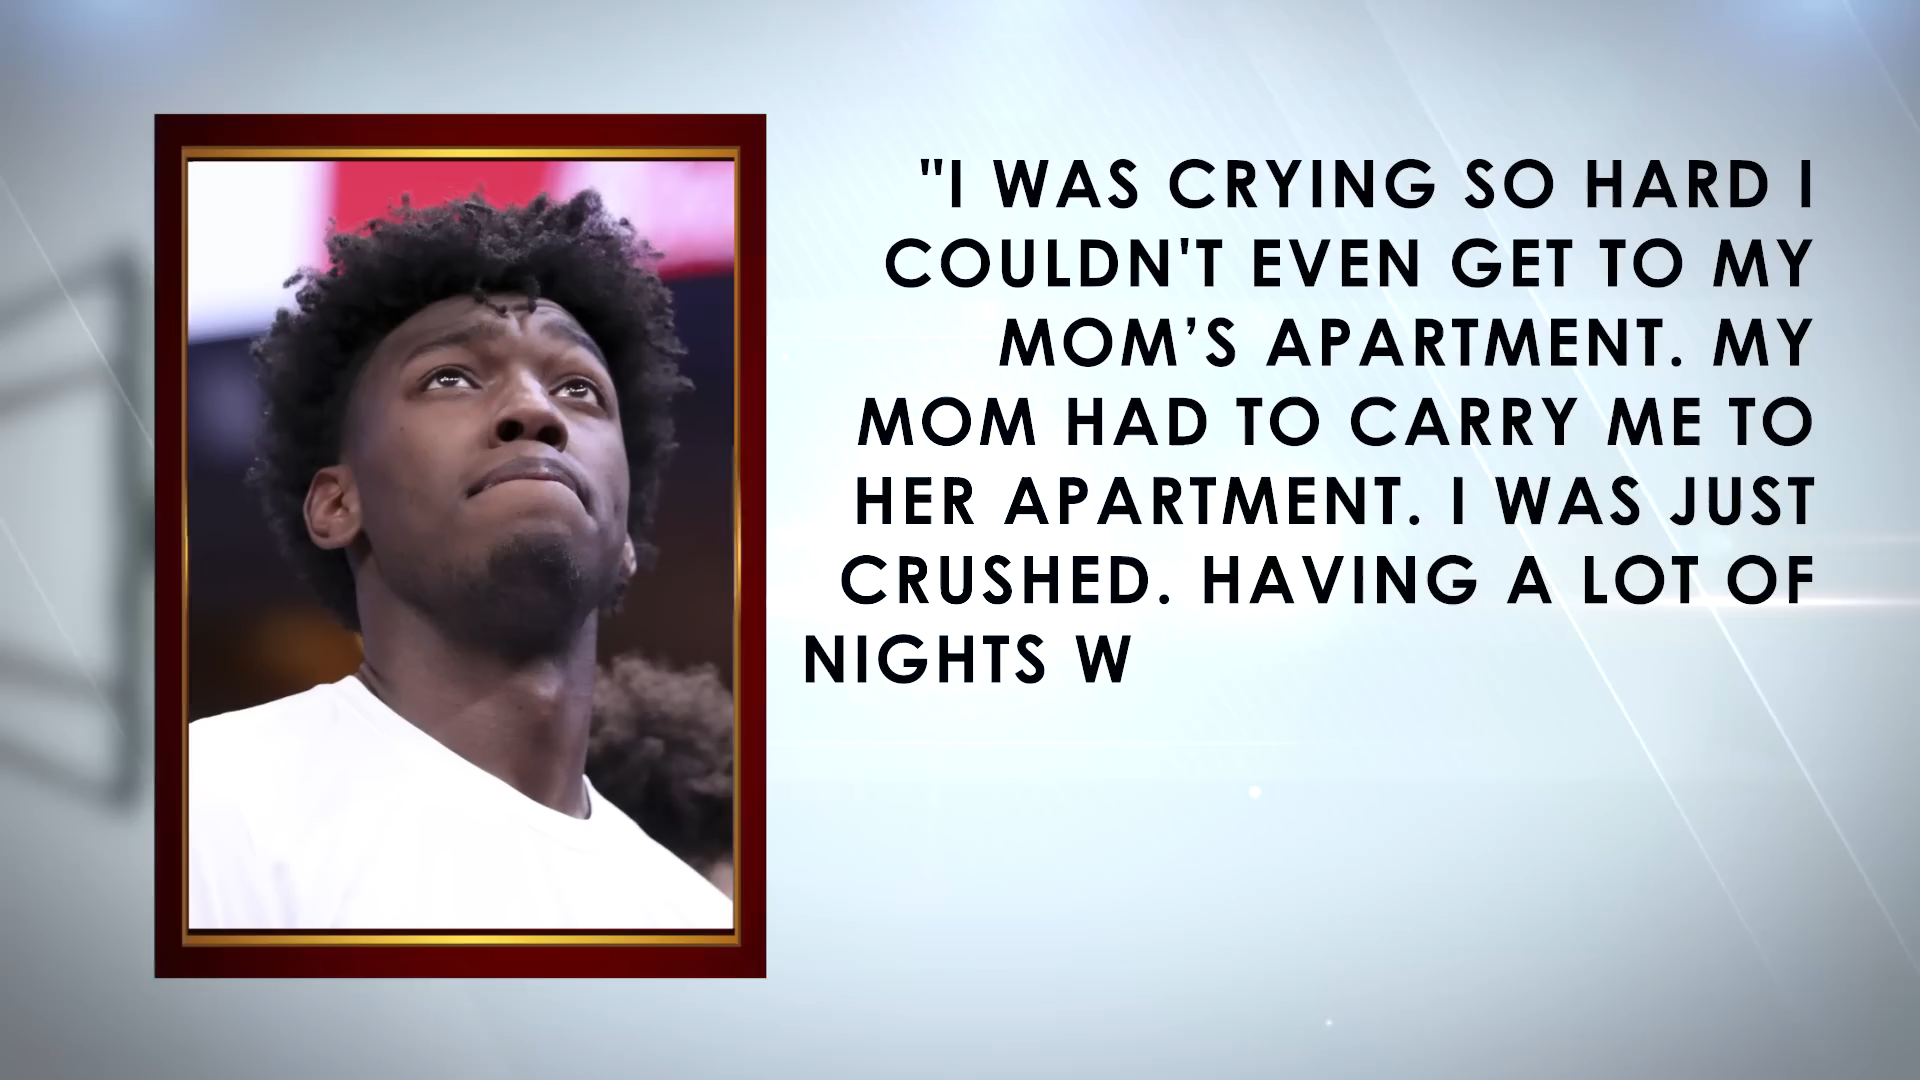 "I WAS CRYING SO HARD I
COULDN'T EVEN GET TO MY
MOM’S APARTMENT. MY
MOM HAD TO CARRY ME TO
HER APARTMENT. I WAS JUST
CRUSHED. HAVING A LOT OF
NIGHTS W